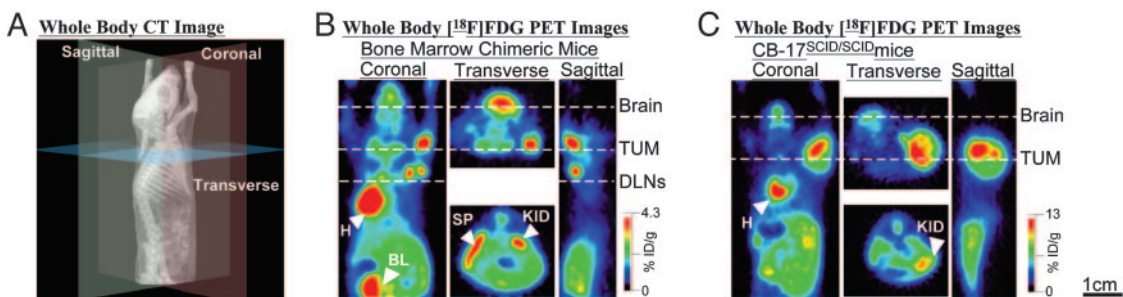 A Whole Body CT Image
Sagittal
Coronal
Transverse
B Whole Body [18F]FDG PET Images
Bone Marrow Chimeric Mice
Coronal Transverse Sagittal
Brain
TUM
DLNs
H
BL
SP
KID
4.3
% ID/g
0
C Whole Body [18F]FDG PET Images
CB-17SCID/SCID mice
Coronal Transverse Sagittal
Brain
TUM
H
KID
13
% ID/g
0
1cm